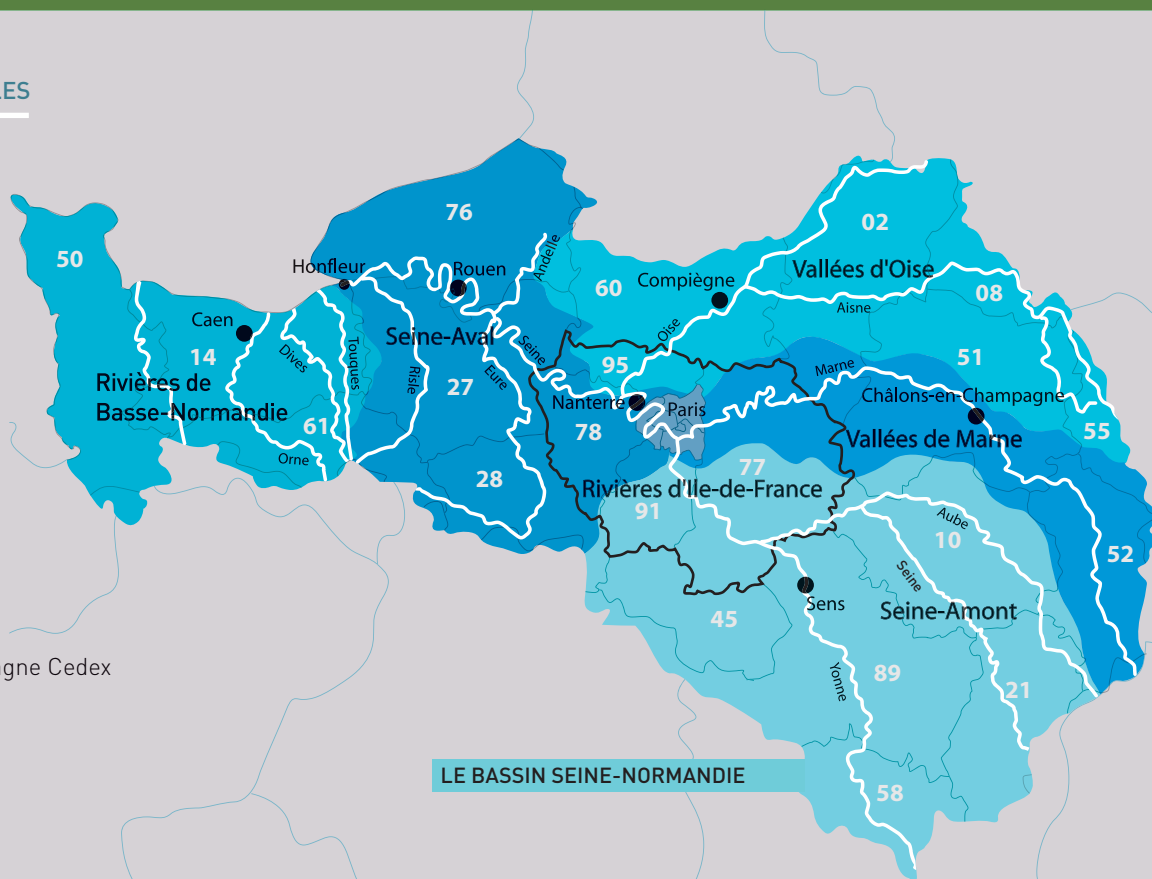 LES
76
02
50
Honfleur
Rouen
Andelle
Compiègne
Vallées d'Oise
60
08
Aisne
Caen
Oise
Seine-Aval
Seine
14
Dives
Touques
Risle
27
Eure
95
51
Marne
Rivières de
Basse-Normandie
Nanterre
Paris
Châlons-en-Champagne
61
78
Vallées de Marne
55
Orne
28
77
Rivières d'Ile-de-France
91
Aube
10
52
Seine
Sens
Seine-Amont
45
agne Cedex
Yonne
89
21
LE BASSIN SEINE-NORMANDIE
58